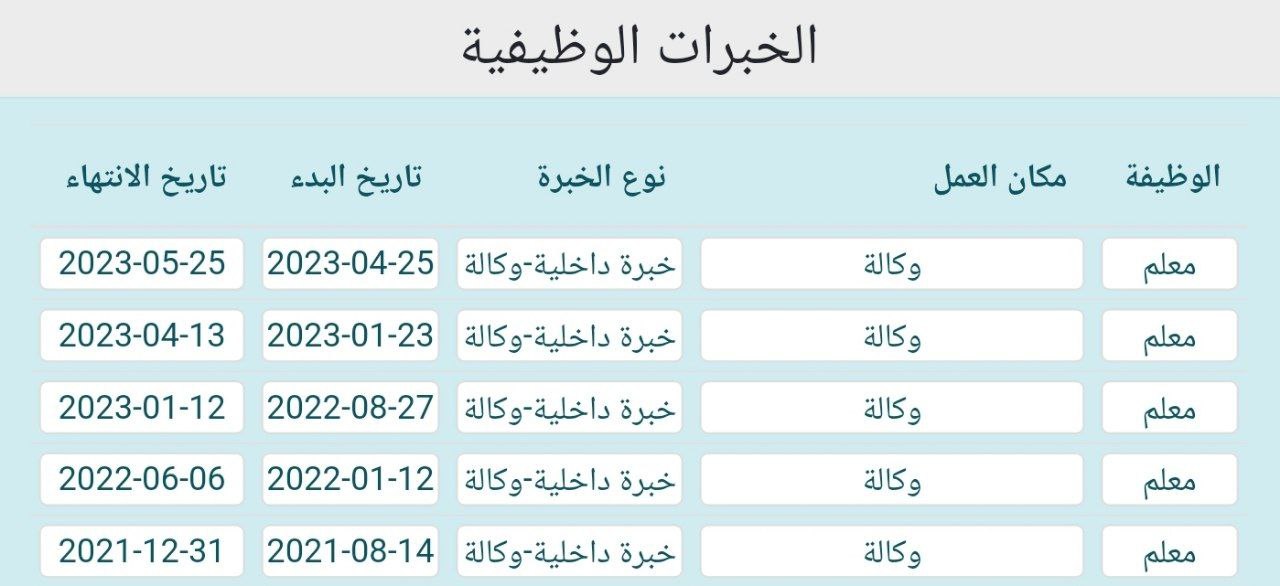 الخبرات الوظيفية
الوظيفة مكان العمل نوع الخبرة تاريخ البدء تاريخ الانتهاء
معلم وكالة خبرة داخلية-وكالة 2023-04-25 2023-05-25
معلم وكالة خبرة داخلية-وكالة 2023-01-23 2023-04-13
معلم وكالة خبرة داخلية-وكالة 2022-08-27 2023-01-12
معلم وكالة خبرة داخلية-وكالة 2022-01-12 2022-06-06
معلم وكالة خبرة داخلية-وكالة 2021-08-14 2021-12-31